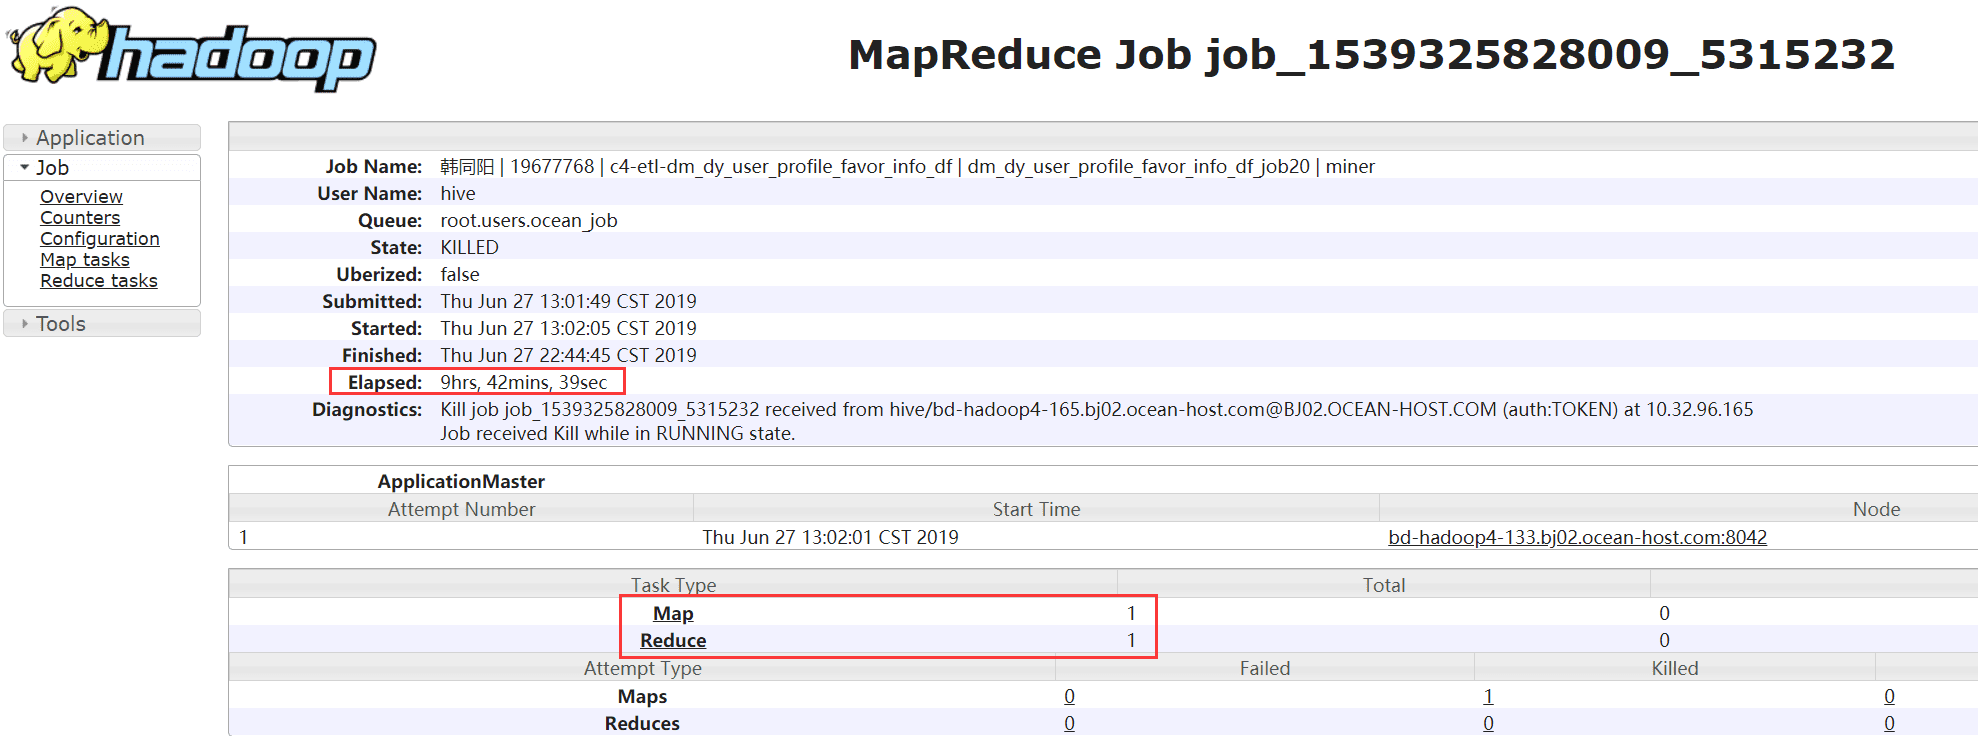 hadoop
MapReduce Job job_1539325828009_5315232
Application
Job
Overview
Counters
Configuration
Map tasks
Reduce tasks
Tools
Job Name: 韩同阳 | 19677768 | c4-etl-dm_dy_user_profile_favor_info_df | dm_dy_user_profile_favor_info_df_job20 | miner
User Name: hive
Queue: root.users.ocean_job
State: KILLED
Uberized: false
Submitted: Thu Jun 27 13:01:49 CST 2019
Started: Thu Jun 27 13:02:05 CST 2019
Finished: Thu Jun 27 22:44:45 CST 2019
Elapsed: 9hrs, 42mins, 39sec
Diagnostics: Kill job job_1539325828009_5315232 received from hive/bd-hadoop4-165.bj02.ocean-host.com@BJ02.OCEAN-HOST.COM (auth:TOKEN) at 10.32.96.165
Job received Kill while in RUNNING state.
ApplicationMaster
Attempt Number Start Time Node
1 Thu Jun 27 13:02:01 CST 2019 bd-hadoop4-133.bj02.ocean-host.com:8042
Task Type Total
Map 1 0
Reduce 1 0
Attempt Type Failed Killed
Maps 0 1 0
Reduces 0 0 0